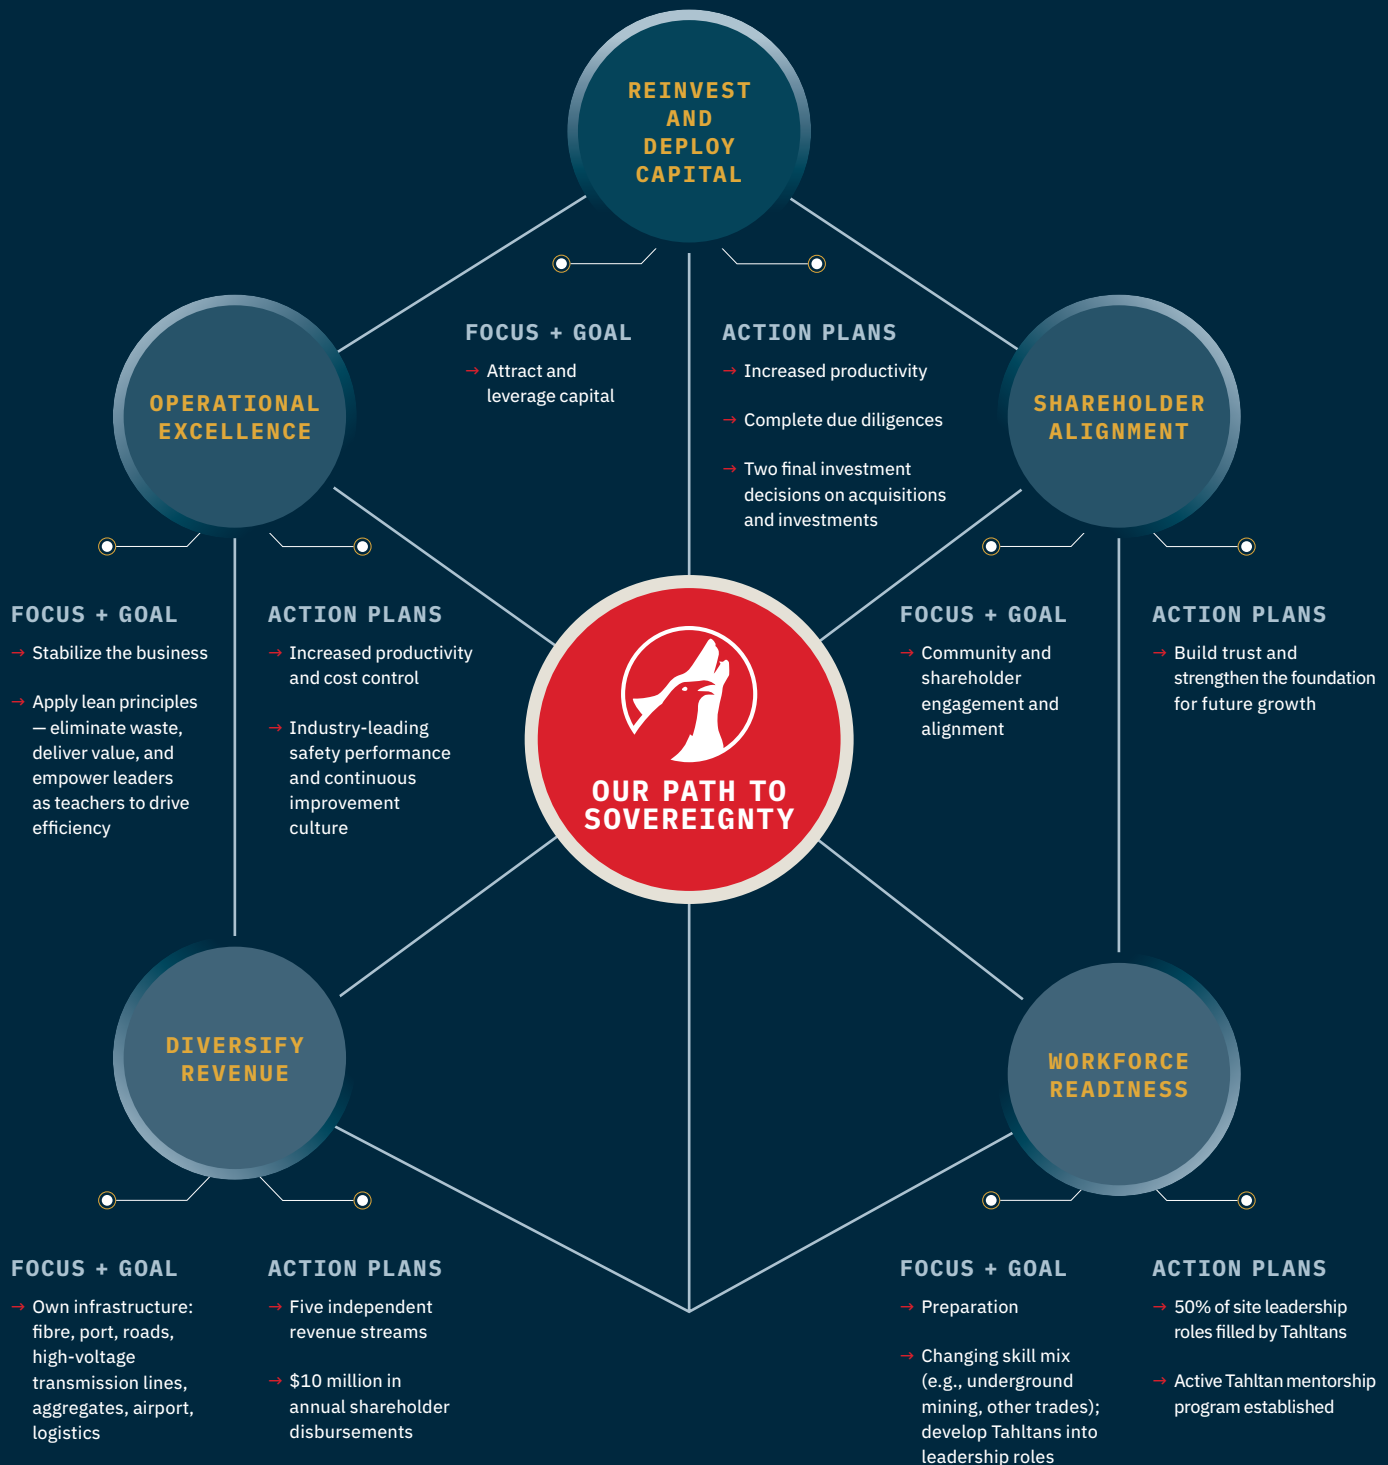 REINVEST
AND
DEPLOY
CAPITAL
FOCUS + GOAL
→ Attract and
leverage capital
ACTION PLANS
→ Increased productivity
→ Complete due diligences
→ Two final investment
decisions on acquisitions
and investments
OPERATIONAL
EXCELLENCE
FOCUS + GOAL
→ Stabilize the business
→ Apply lean principles
— eliminate waste,
deliver value, and
empower leaders
as teachers to drive
efficiency
ACTION PLANS
→ Increased productivity
and cost control
→ Industry-leading
safety performance
and continuous
improvement
culture
SHAREHOLDER
ALIGNMENT
FOCUS + GOAL
→ Community and
shareholder
engagement and
alignment
ACTION PLANS
→ Build trust and
strengthen the foundation
for future growth
OUR PATH TO
SOVEREIGNTY
DIVERSIFY
REVENUE
FOCUS + GOAL
→ Own infrastructure:
fibre, port, roads,
high-voltage
transmission lines,
aggregates, airport,
logistics
ACTION PLANS
→ Five independent
revenue streams
→ $10 million in
annual shareholder
disbursements
WORKFORCE
READINESS
FOCUS + GOAL
→ Preparation
→ Changing skill mix
(e.g., underground
mining, other trades);
develop Tahltans into
leadership roles
ACTION PLANS
→ 50% of site leadership
roles filled by Tahltans
→ Active Tahltan mentorship
program established